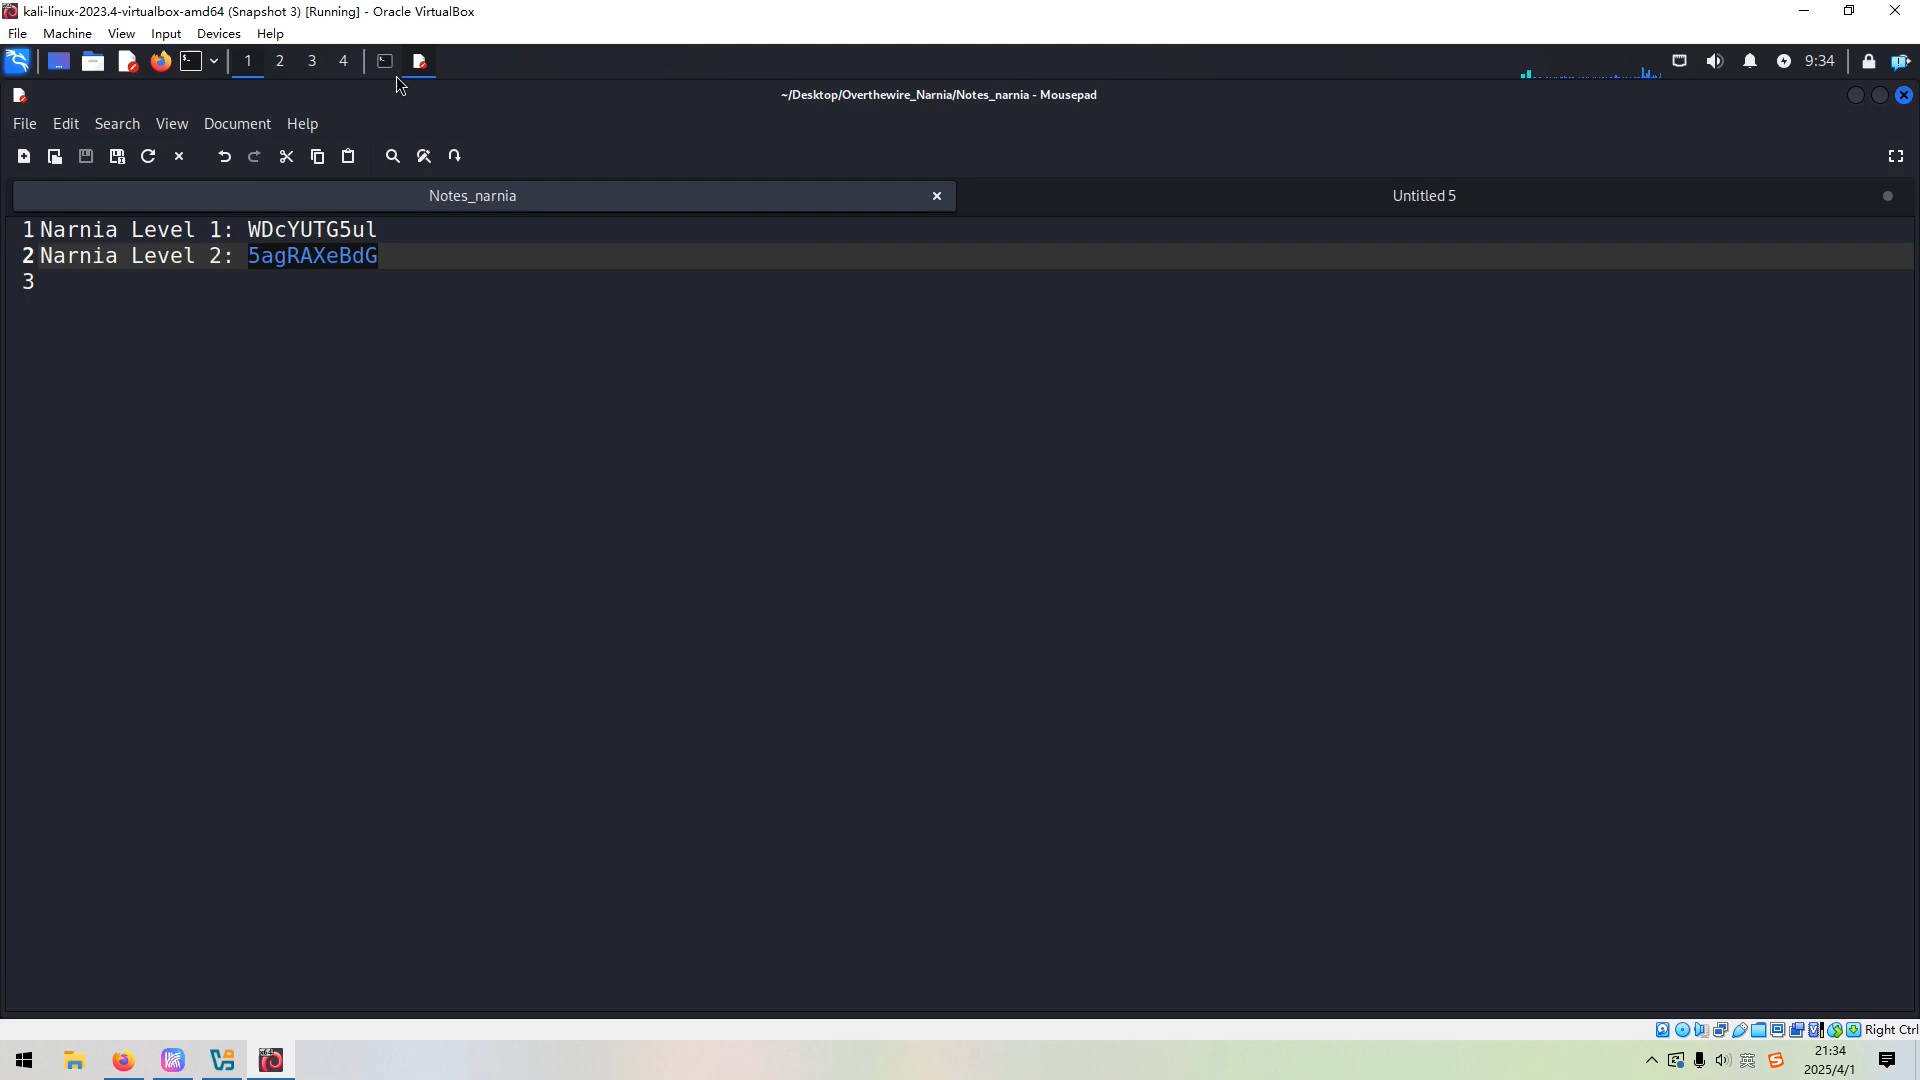 kali-linux-2023.4-virtualbox-amd64 (Snapshot 3) [Running] - Oracle VirtualBox
File Machine View Input Devices Help
1 2 3 4 9:34
~/Desktop/Overthewire_Narnia/Notes_narnia - Mousepad
File Edit Search View Document Help
Notes_narnia Untitled 5
1 Narnia Level 1: WDcYUTG5ul
2 Narnia Level 2: 5agRAXeBdG
3
Right Ctrl
英 21:34
2025/4/1